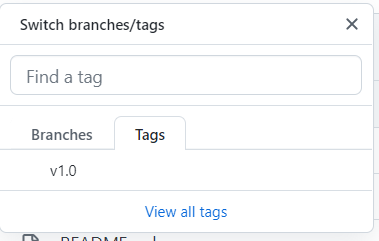 Switch branches/tags
Find a tag
Branches
Tags
v1.0
View all tags